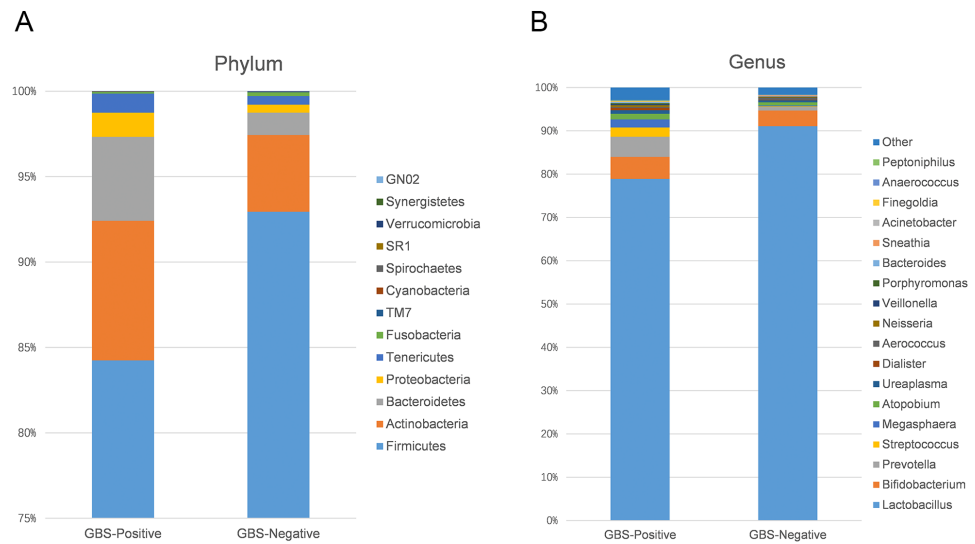 A
Phylum
100%
95%
90%
85%
80%
75%
GBS-Positive
GBS-Negative
GN02
Synergistetes
Verrucomicrobia
SR1
Spirochaetes
Cyanobacteria
TM7
Fusobacteria
Tenericutes
Proteobacteria
Bacteroidetes
Actinobacteria
Firmicutes
B
Genus
100%
90%
80%
70%
60%
50%
40%
30%
20%
10%
0%
GBS-Positive
GBS-Negative
Other
Peptoniphilus
Anaerococcus
Finegoldia
Acinetobacter
Sneathia
Bacteroides
Porphyromonas
Veillonella
Neisseria
Aerococcus
Dialister
Ureaplasma
Atopobium
Megasphaera
Streptococcus
Prevotella
Bifidobacterium
Lactobacillus